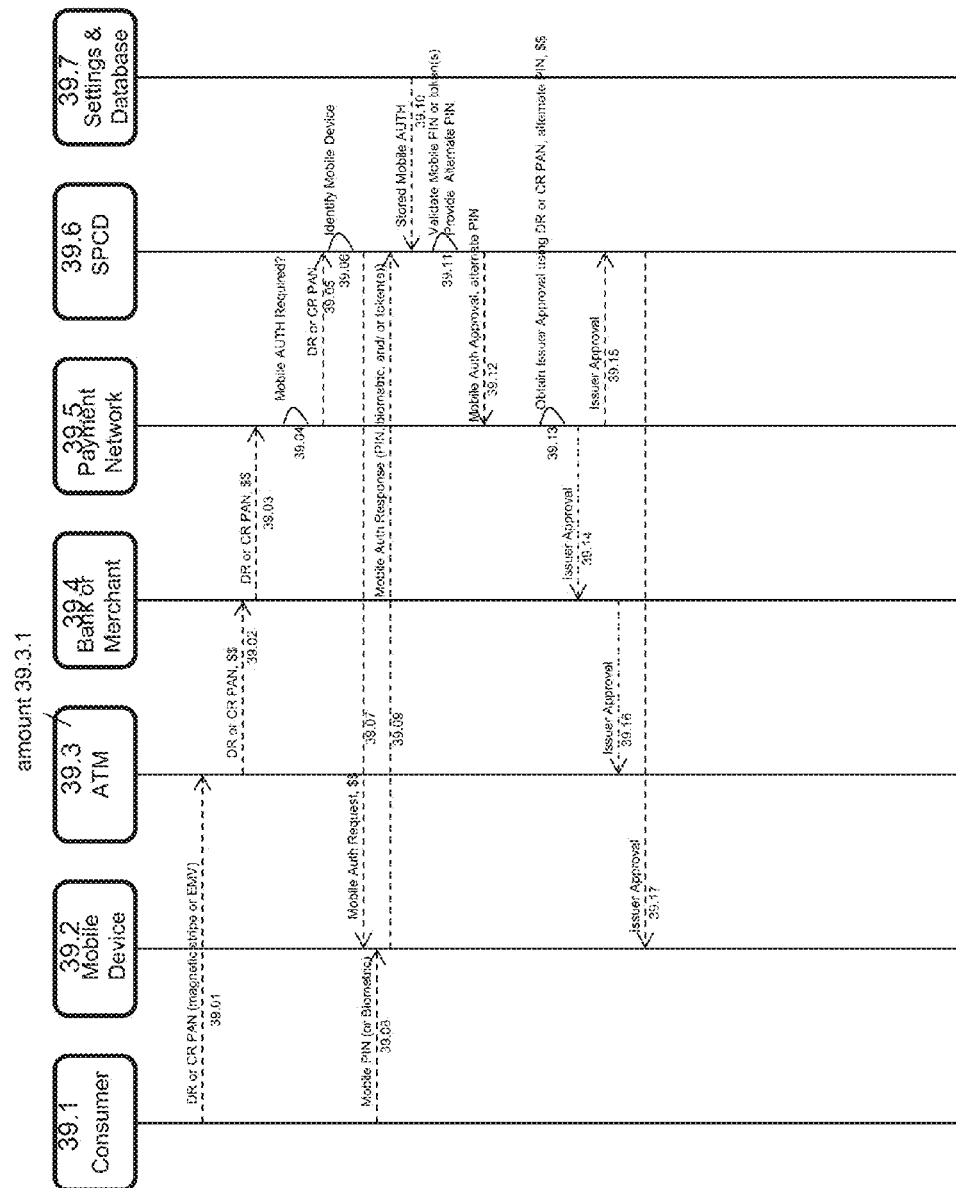 amount 39.3.1
39.1
Consumer
39.2
Mobile
Device
39.3
ATM
39.4
Bank of
Merchant
39.5
Payment
Network
39.6
SPCD
39.7
Settings &
Database
DR or CR PAN (magnetic stripe or EMV)
39.01
DR or CR PAN, $$
39.02
DR or CR PAN, $$
39.03
Mobile AUTH Required?
39.04
DR or CR PAN
39.05
Identify Mobile Device
39.06
Mobile Auth Request, $$
39.07
Mobile PIN (or Biometric)
39.08
Mobile Auth Response (PIN, biometric, and/ or token(s))
39.09
Stored Mobile AUTH
39.10
Validate Mobile PIN or token(s)
Provide Alternate PIN
39.11
Mobile Auth Approval, alternate PIN
39.12
Obtain Issuer Approval using DR or CR PAN, alternate PIN, $$
39.13
Issuer Approval
39.14
Issuer Approval
39.15
Issuer Approval
39.16
Issuer Approval
39.17